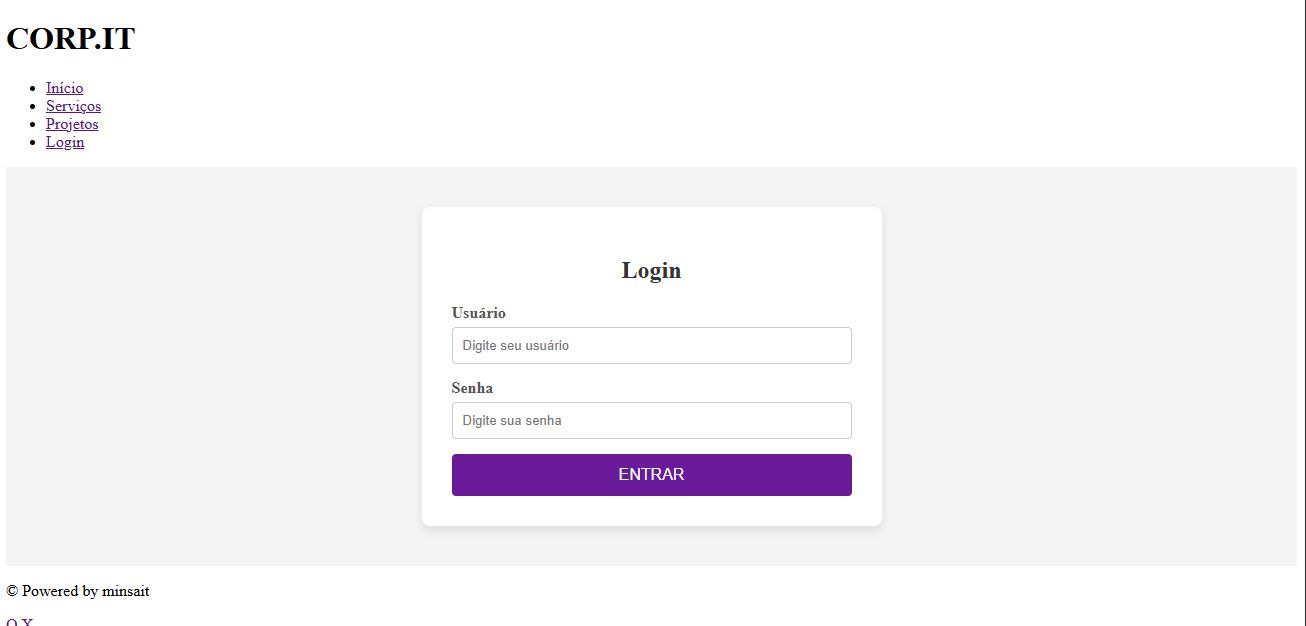 CORP.IT
Início
Serviços
Projetos
Login
Login
Usuário
Digite seu usuário
Senha
Digite sua senha
ENTRAR
© Powered by minsait